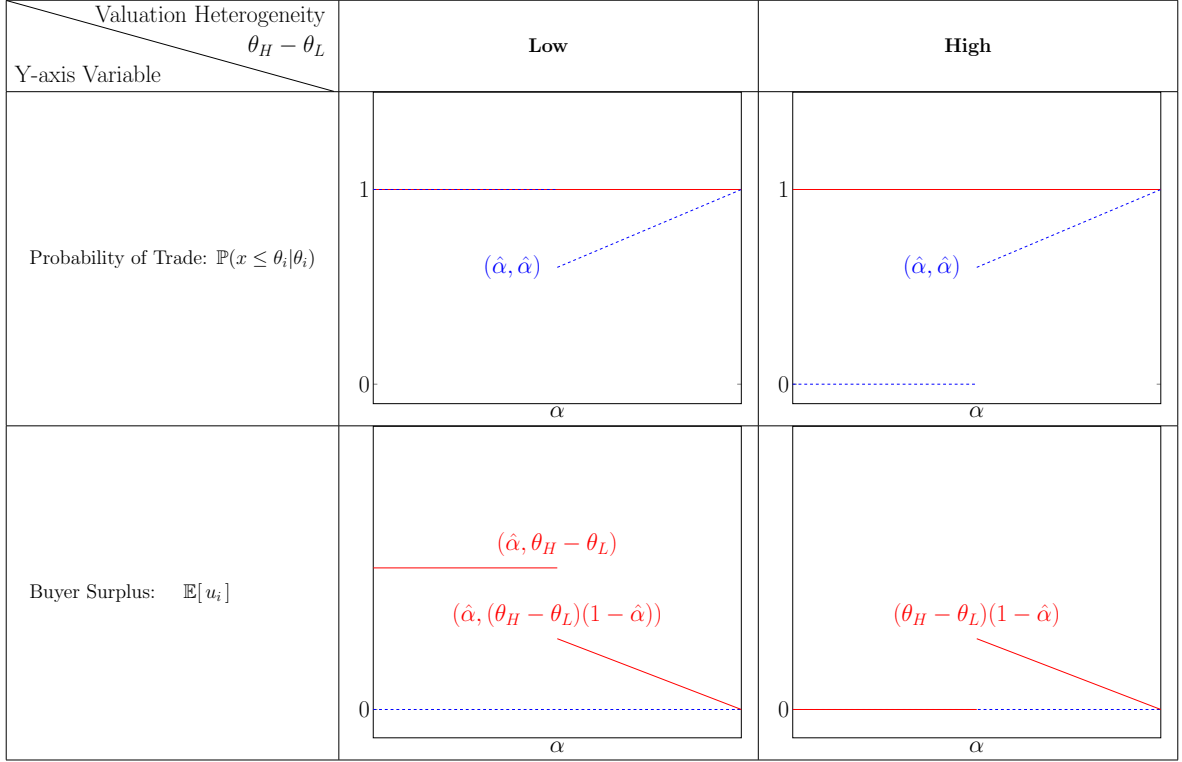 Valuation Heterogeneity
θ_H − θ_L
Y-axis Variable
Low
High
1
(α̂, α̂)
0
α
1
(α̂, α̂)
0
α
Probability of Trade: ℙ(x ≤ θ_i|θ_i)
(α̂, θ_H − θ_L)
(α̂, (θ_H − θ_L)(1 − α̂))
0
α
(θ_H − θ_L)(1 − α̂)
0
α
Buyer Surplus: 𝔼[ u_i ]